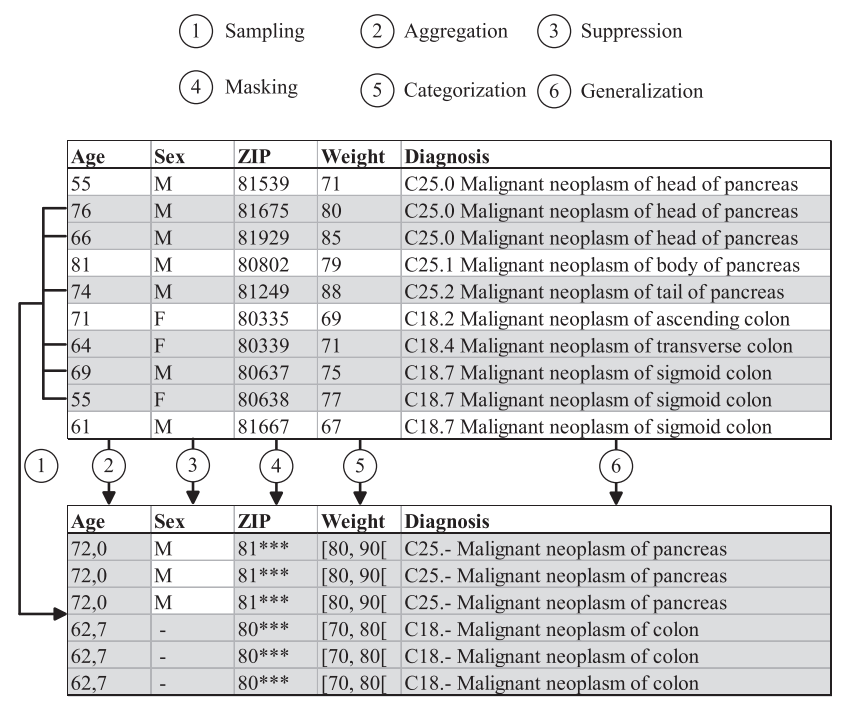 1 Sampling 2 Aggregation 3 Suppression
4 Masking 5 Categorization 6 Generalization
Age Sex ZIP Weight Diagnosis
55 M 81539 71 C25.0 Malignant neoplasm of head of pancreas
76 M 81675 80 C25.0 Malignant neoplasm of head of pancreas
66 M 81929 85 C25.0 Malignant neoplasm of head of pancreas
81 M 80802 79 C25.1 Malignant neoplasm of body of pancreas
74 M 81249 88 C25.2 Malignant neoplasm of tail of pancreas
71 F 80335 69 C18.2 Malignant neoplasm of ascending colon
64 F 80339 71 C18.4 Malignant neoplasm of transverse colon
69 M 80637 75 C18.7 Malignant neoplasm of sigmoid colon
55 F 80638 77 C18.7 Malignant neoplasm of sigmoid colon
61 M 81667 67 C18.7 Malignant neoplasm of sigmoid colon
1 2 3 4 5 6
Age Sex ZIP Weight Diagnosis
72,0 M 81*** [80, 90[ C25.- Malignant neoplasm of pancreas
72,0 M 81*** [80, 90[ C25.- Malignant neoplasm of pancreas
72,0 M 81*** [80, 90[ C25.- Malignant neoplasm of pancreas
62,7 - 80*** [70, 80[ C18.- Malignant neoplasm of colon
62,7 - 80*** [70, 80[ C18.- Malignant neoplasm of colon
62,7 - 80*** [70, 80[ C18.- Malignant neoplasm of colon